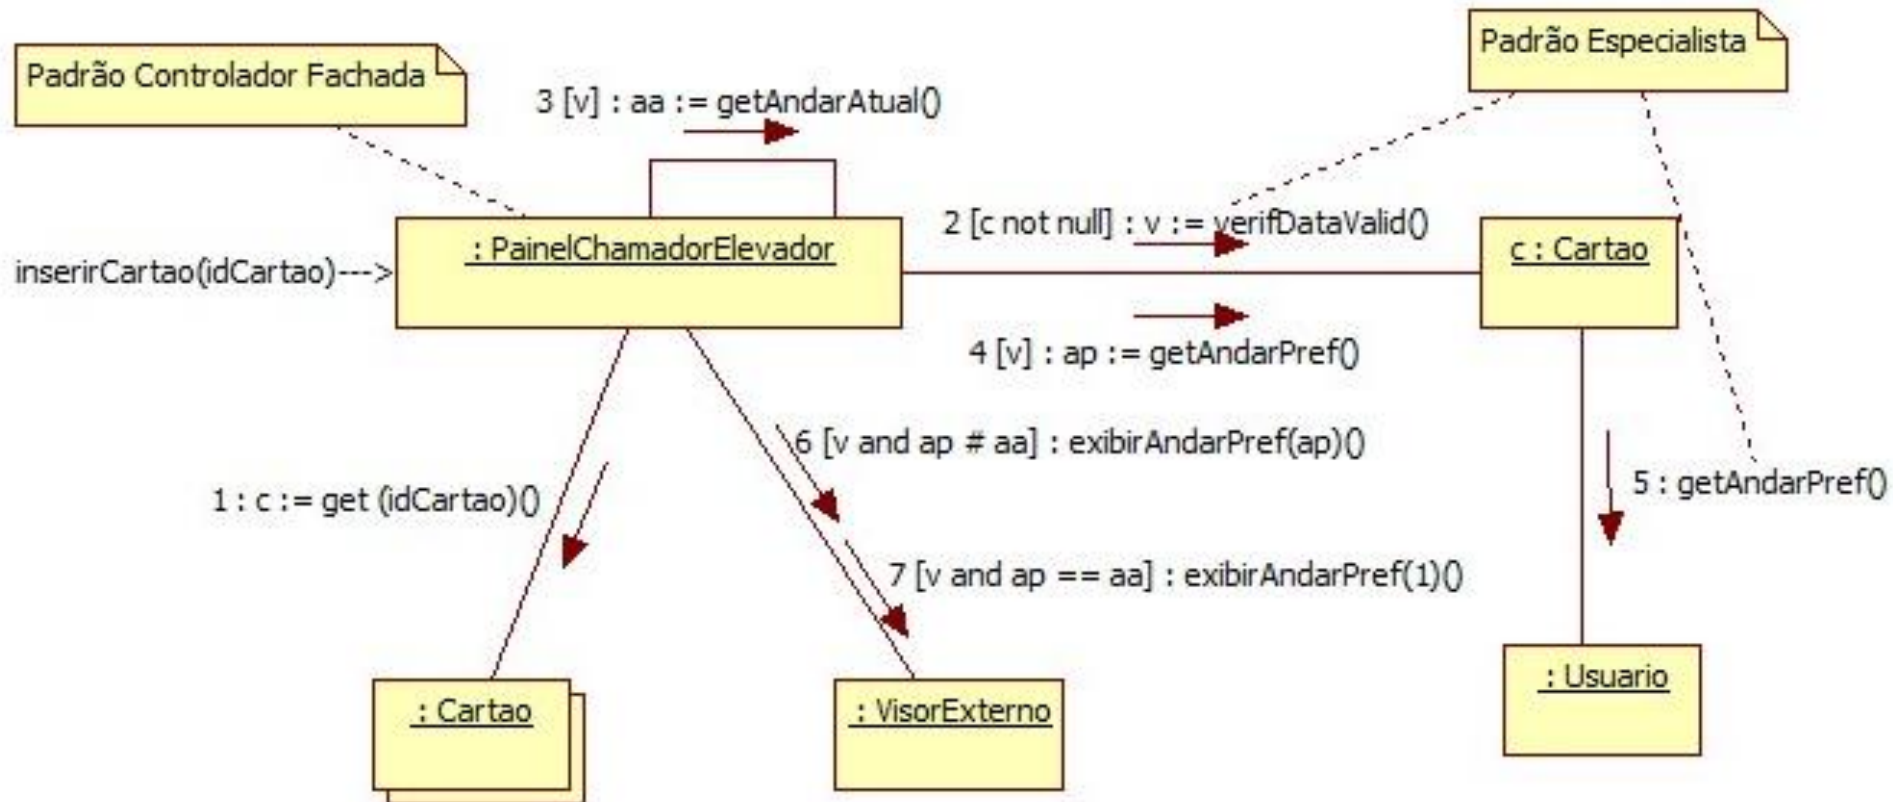 Padrão Especialista
Padrão Controlador Fachada
3 [v] : aa := getAndarAtual()
2 [c not null] : v := verifDataValid()
: PainelChamadorElevador
c : Cartao
inserirCartao(idCartao)--->
4 [v] : ap := getAndarPref()
6 [v and ap # aa] : exibirAndarPref(ap)()
5 : getAndarPref()
1 : c := get (idCartao)()
7 [v and ap == aa] : exibirAndarPref(1)()
: Usuario
: Cartao
: VisorExterno